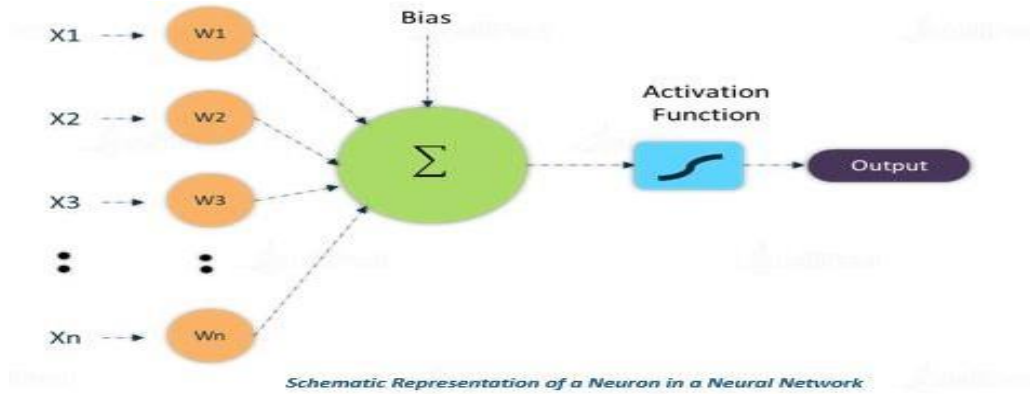 Bias
X1
W1
X2
W2
Activation
Function
Σ
Output
X3
W3
Xn
Wn
Schematic Representation of a Neuron in a Neural Network